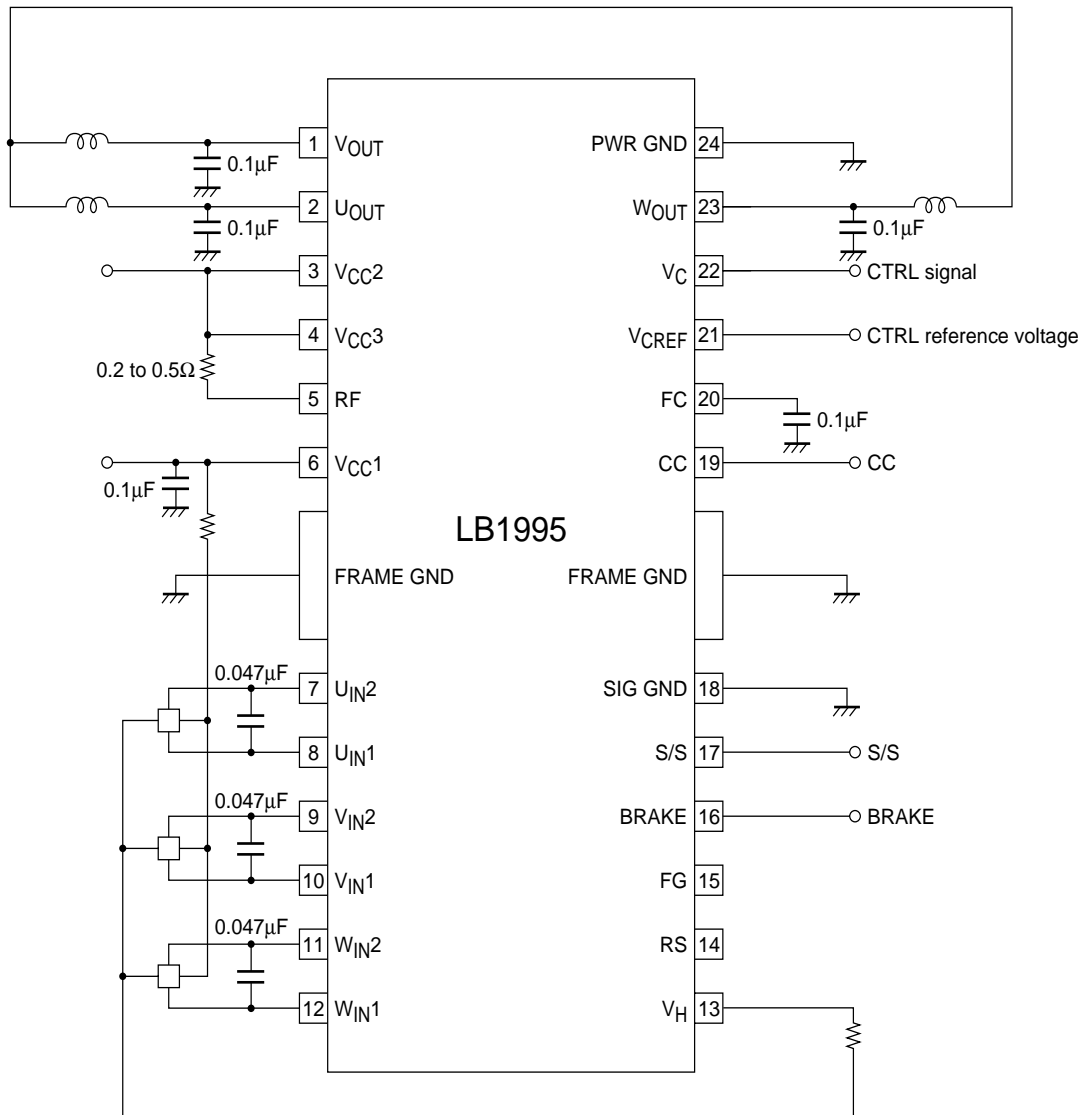 1 VOUT
PWR GND 24
0.1µF
2 UOUT
WOUT 23
0.1µF
0.1µF
3 VCC2
VC 22
CTRL signal
4 VCC3
VCREF 21
CTRL reference voltage
0.2 to 0.5Ω
5 RF
FC 20
0.1µF
6 VCC1
CC 19
CC
0.1µF
LB1995
FRAME GND
FRAME GND
0.047µF
7 UIN2
SIG GND 18
8 UIN1
S/S 17
S/S
0.047µF
9 VIN2
BRAKE 16
BRAKE
10 VIN1
FG 15
0.047µF
11 WIN2
RS 14
12 WIN1
VH 13